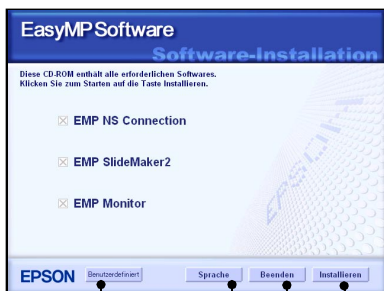 EasyMP Software
Software-Installation
Diese CD-ROM enthält alle erforderlichen Softwares.
Klicken Sie zum Starten auf die Taste Installieren.
EMP NS Connection
EMP SlideMaker2
EMP Monitor
EPSON
EPSON Benutzerdefiniert Sprache Beenden Installieren